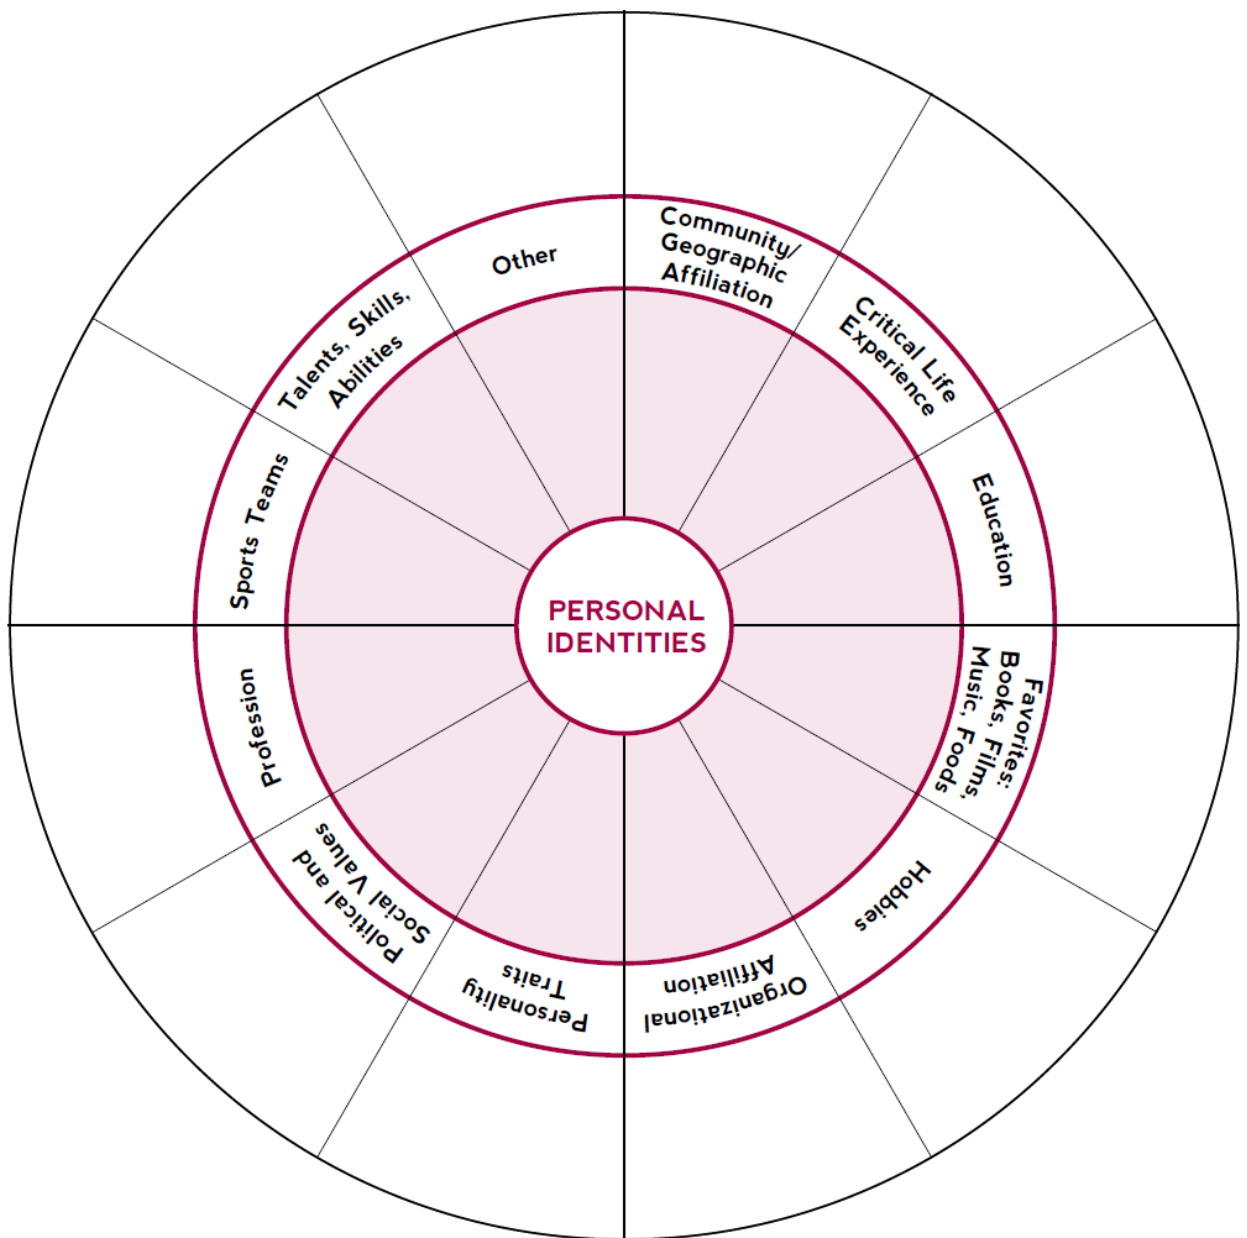 PERSONAL
IDENTITIES
Community/
Geographic
Affiliation
Critical Life
Experience
Education
Favorites:
Books, Films,
Music, Foods
Hobbies
Organizational
Affiliation
Personality
Traits
Political and
Social Values
Profession
Sports Teams
Talents, Skills,
Abilities
Other